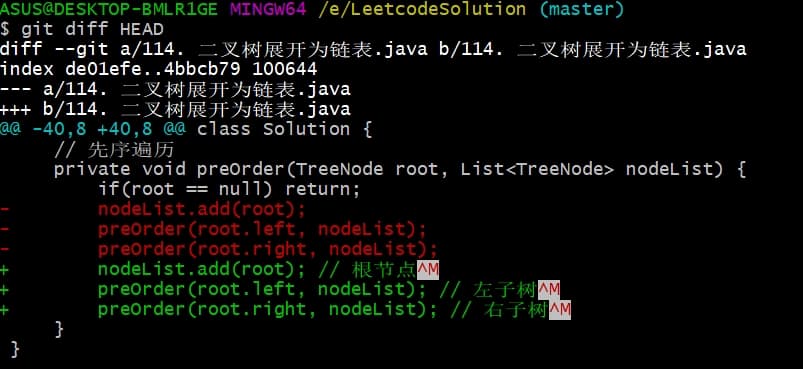 ASUS@DESKTOP-BMLR1GE MINGW64 /e/LeetcodeSolution (master)
$ git diff HEAD
diff --git a/114. 二叉树展开为链表.java b/114. 二叉树展开为链表.java
index de01efe..4bbcb79 100644
--- a/114. 二叉树展开为链表.java
+++ b/114. 二叉树展开为链表.java
@@ -40,8 +40,8 @@ class Solution {
     // 先序遍历
     private void preOrder(TreeNode root, List<TreeNode> nodeList) {
         if(root == null) return;
-        nodeList.add(root);
-        preOrder(root.left, nodeList);
-        preOrder(root.right, nodeList);
+        nodeList.add(root); // 根节点^M
+        preOrder(root.left, nodeList); // 左子树^M
+        preOrder(root.right, nodeList); // 右子树^M
     }
 }